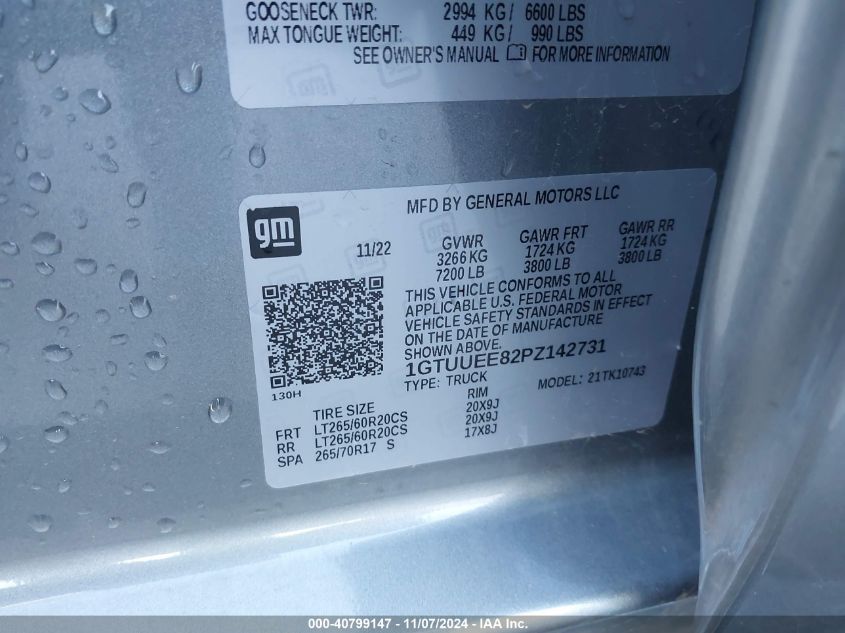 GOOSENECK TWR: 2994 KG/ 6600 LBS
MAX TONGUE WEIGHT: 449 KG/ 990 LBS
SEE OWNER'S MANUAL FOR MORE INFORMATION
gm
MFD BY GENERAL MOTORS LLC
11/22
GVWR GAWR FRT GAWR RR
3266 KG 1724 KG 1724 KG
7200 LB 3800 LB 3800 LB
THIS VEHICLE CONFORMS TO ALL
APPLICABLE U.S. FEDERAL MOTOR
VEHICLE SAFETY STANDARDS IN EFFECT
ON THE DATE OF MANUFACTURE
SHOWN ABOVE.
1GTUUEE82PZ142731
TYPE: TRUCK MODEL: 21TK10743
130H
TIRE SIZE RIM
FRT LT265/60R20CS 20X9J
RR LT265/60R20CS 20X9J
SPA 265/70R17 S 17X8J
000-40799147 - 11/07/2024 - IAA Inc.